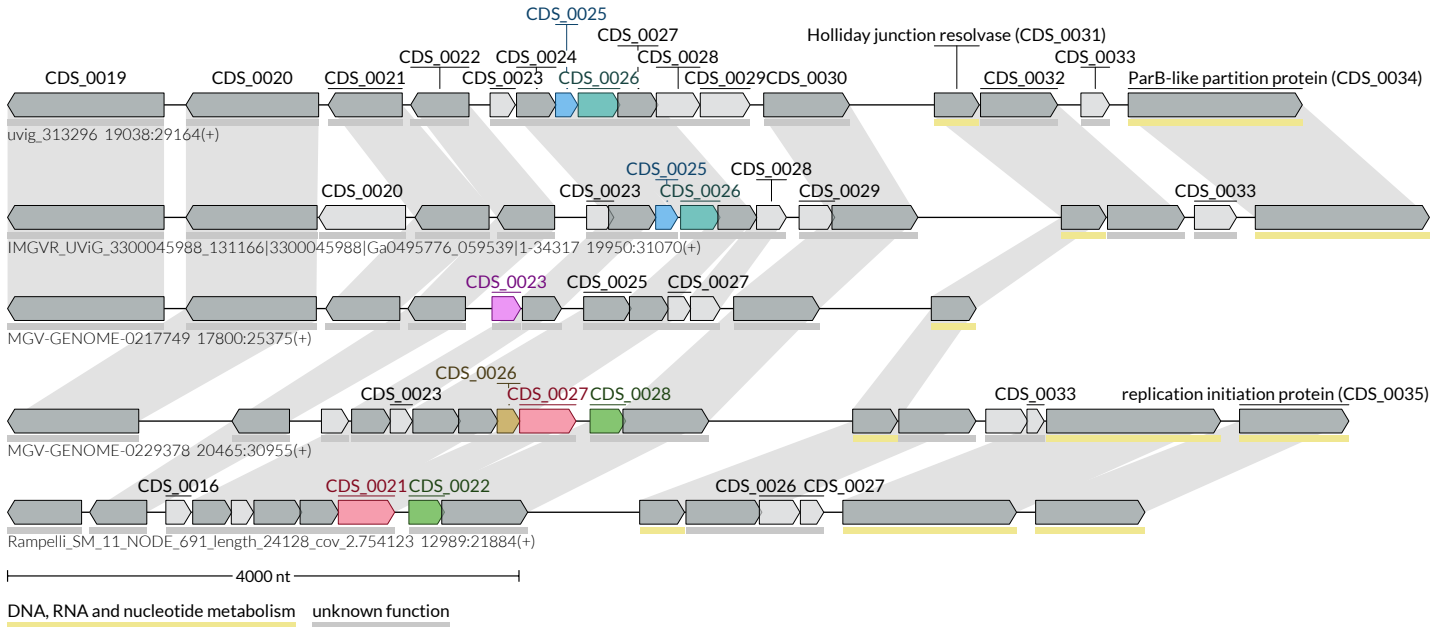 CDS_0025
CDS_0027
Holliday junction resolvase (CDS_0031)
CDS_0022 CDS_0024 CDS_0028 CDS_0033
CDS_0019 CDS_0020 CDS_0021 CDS_0023 CDS_0026 CDS_0029 CDS_0030 CDS_0032 ParB-like partition protein (CDS_0034)
uvig_313296 19038:29164(+)
CDS_0025 CDS_0028
CDS_0020 CDS_0023 CDS_0026 CDS_0029 CDS_0033
IMGVR_UViG_3300045988_131166|3300045988|Ga0495776_059539|1-34317 19950:31070(+)
CDS_0023 CDS_0025 CDS_0027
MGV-GENOME-0217749 17800:25375(+)
CDS_0026
CDS_0023 CDS_0027 CDS_0028 CDS_0033 replication initiation protein (CDS_0035)
MGV-GENOME-0229378 20465:30955(+)
CDS_0016 CDS_0021 CDS_0022 CDS_0026 CDS_0027
Rampelli_SM_11_NODE_691_length_24128_cov_2.754123 12989:21884(+)
4000 nt
DNA, RNA and nucleotide metabolism unknown function